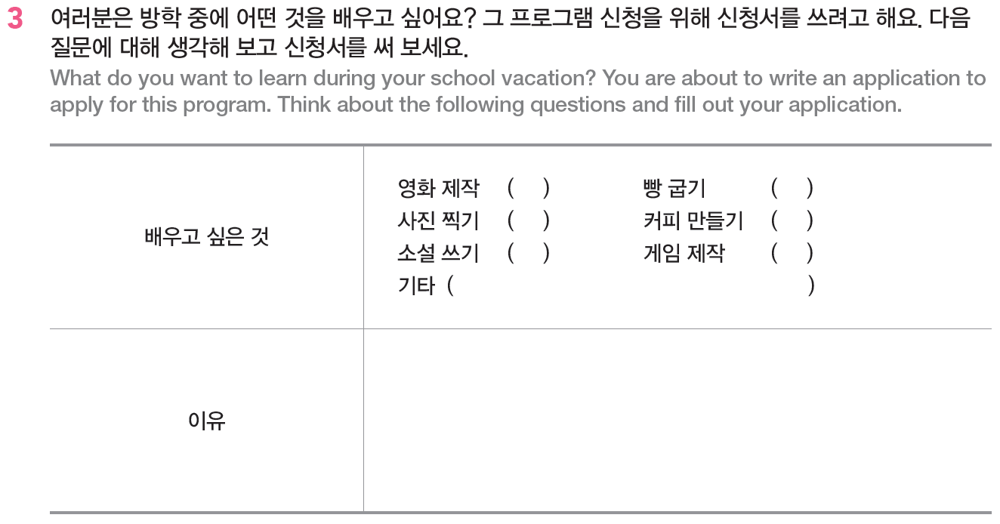 3 여러분은 방학 중에 어떤 것을 배우고 싶어요? 그 프로그램 신청을 위해 신청서를 쓰려고 해요. 다음
질문에 대해 생각해 보고 신청서를 써 보세요.
What do you want to learn during your school vacation? You are about to write an application to
apply for this program. Think about the following questions and fill out your application.
배우고 싶은 것
영화 제작 ( ) 빵 굽기 ( )
사진 찍기 ( ) 커피 만들기 ( )
소설 쓰기 ( ) 게임 제작 ( )
기타 ( )
이유